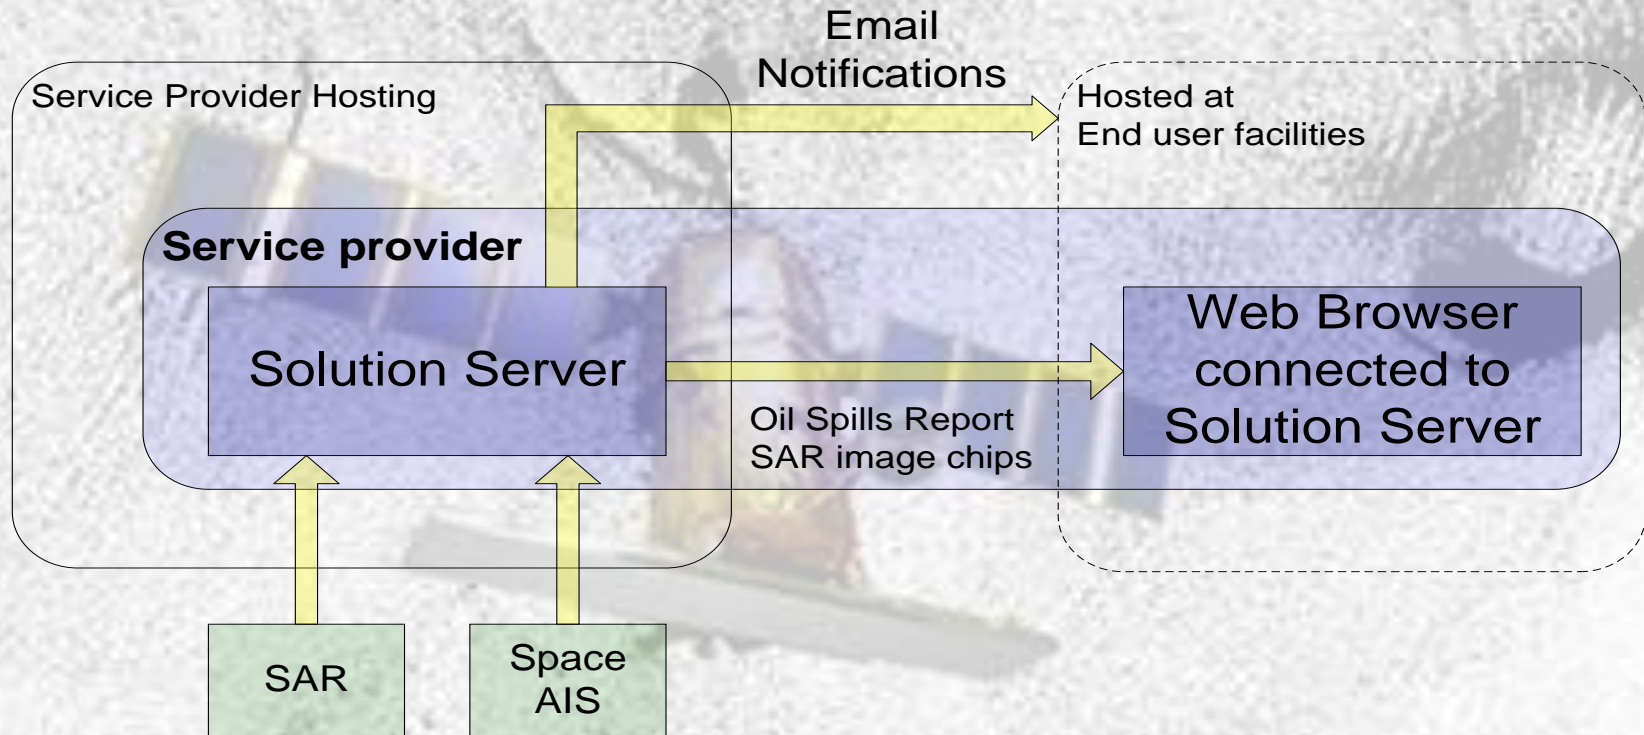 Email
Notifications
Service Provider Hosting
Hosted at
End user facilities
Service provider
Solution Server
Web Browser
connected to
Solution Server
Oil Spills Report
SAR image chips
SAR
Space
AIS